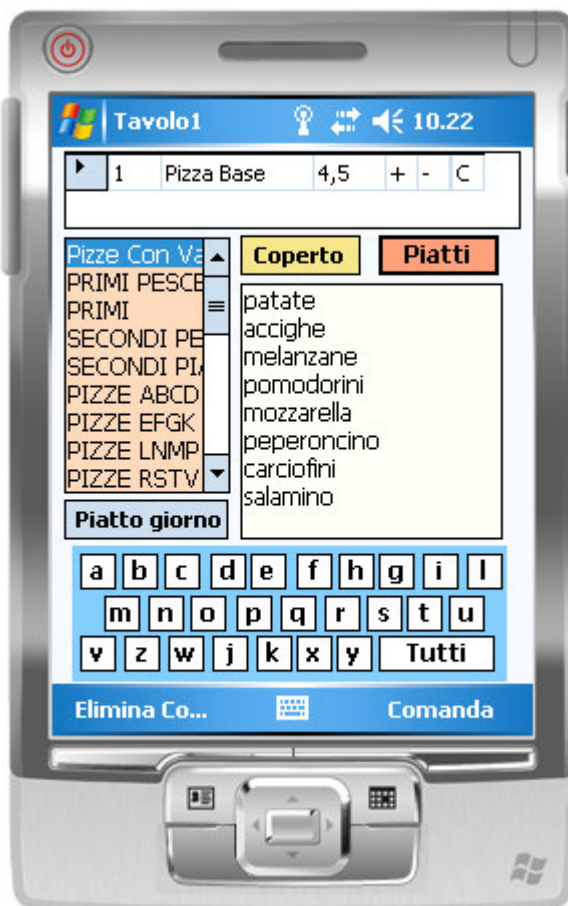 Tavolo1 10.22
1 Pizza Base 4,5 + - C
Pizze Con Va
PRIMI PESCE
PRIMI
SECONDI PE
SECONDI PIA
PIZZE ABCD
PIZZE EFGK
PIZZE LNMP
PIZZE RSTV
Piatto giorno
Coperto Piatti
patate
accighe
melanzane
pomodorini
mozzarella
peperoncino
carciofini
salamino
a b c d e f h g i l
m n o p q r s t u
v z w j k x y Tutti
Elimina Co... Comanda